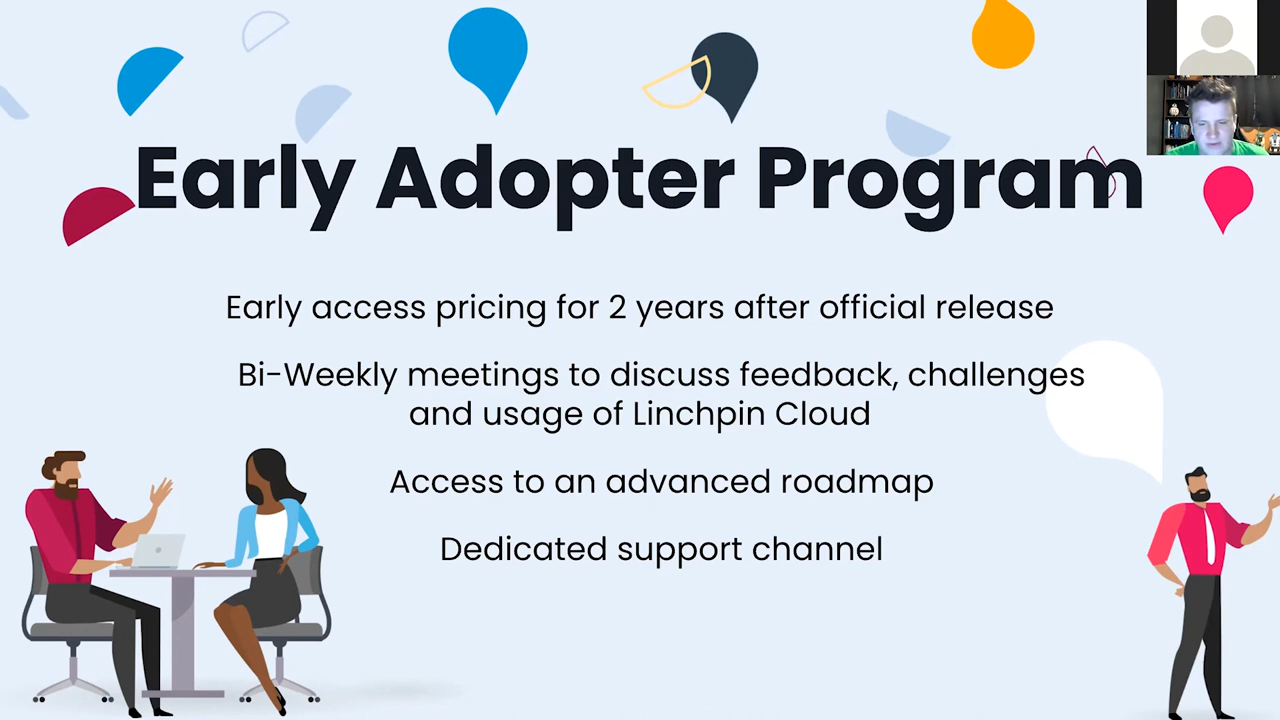 Early Adopter Program
Early access pricing for 2 years after official release
Bi-Weekly meetings to discuss feedback, challenges
and usage of Linchpin Cloud
Access to an advanced roadmap
Dedicated support channel